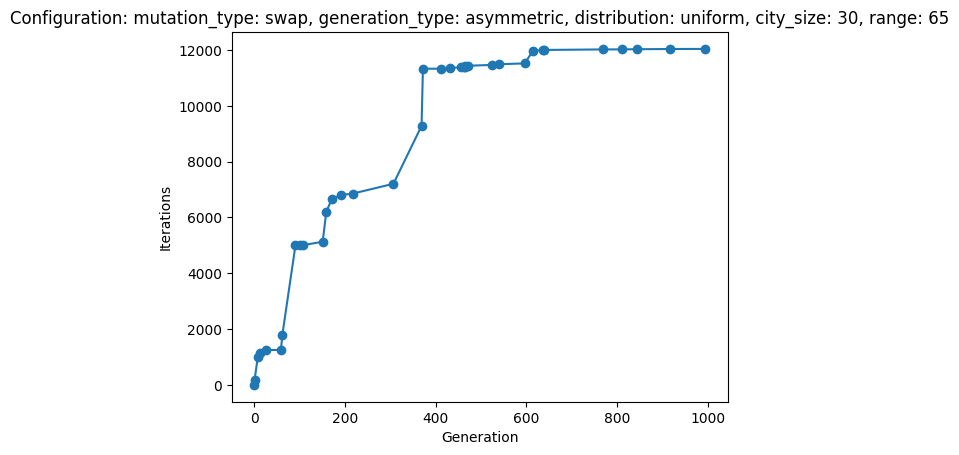 Configuration: mutation_type: swap, generation_type: asymmetric, distribution: uniform, city_size: 30, range: 65
12000
10000
8000
6000
4000
2000
0
Iterations
0 200 400 600 800 1000
Generation